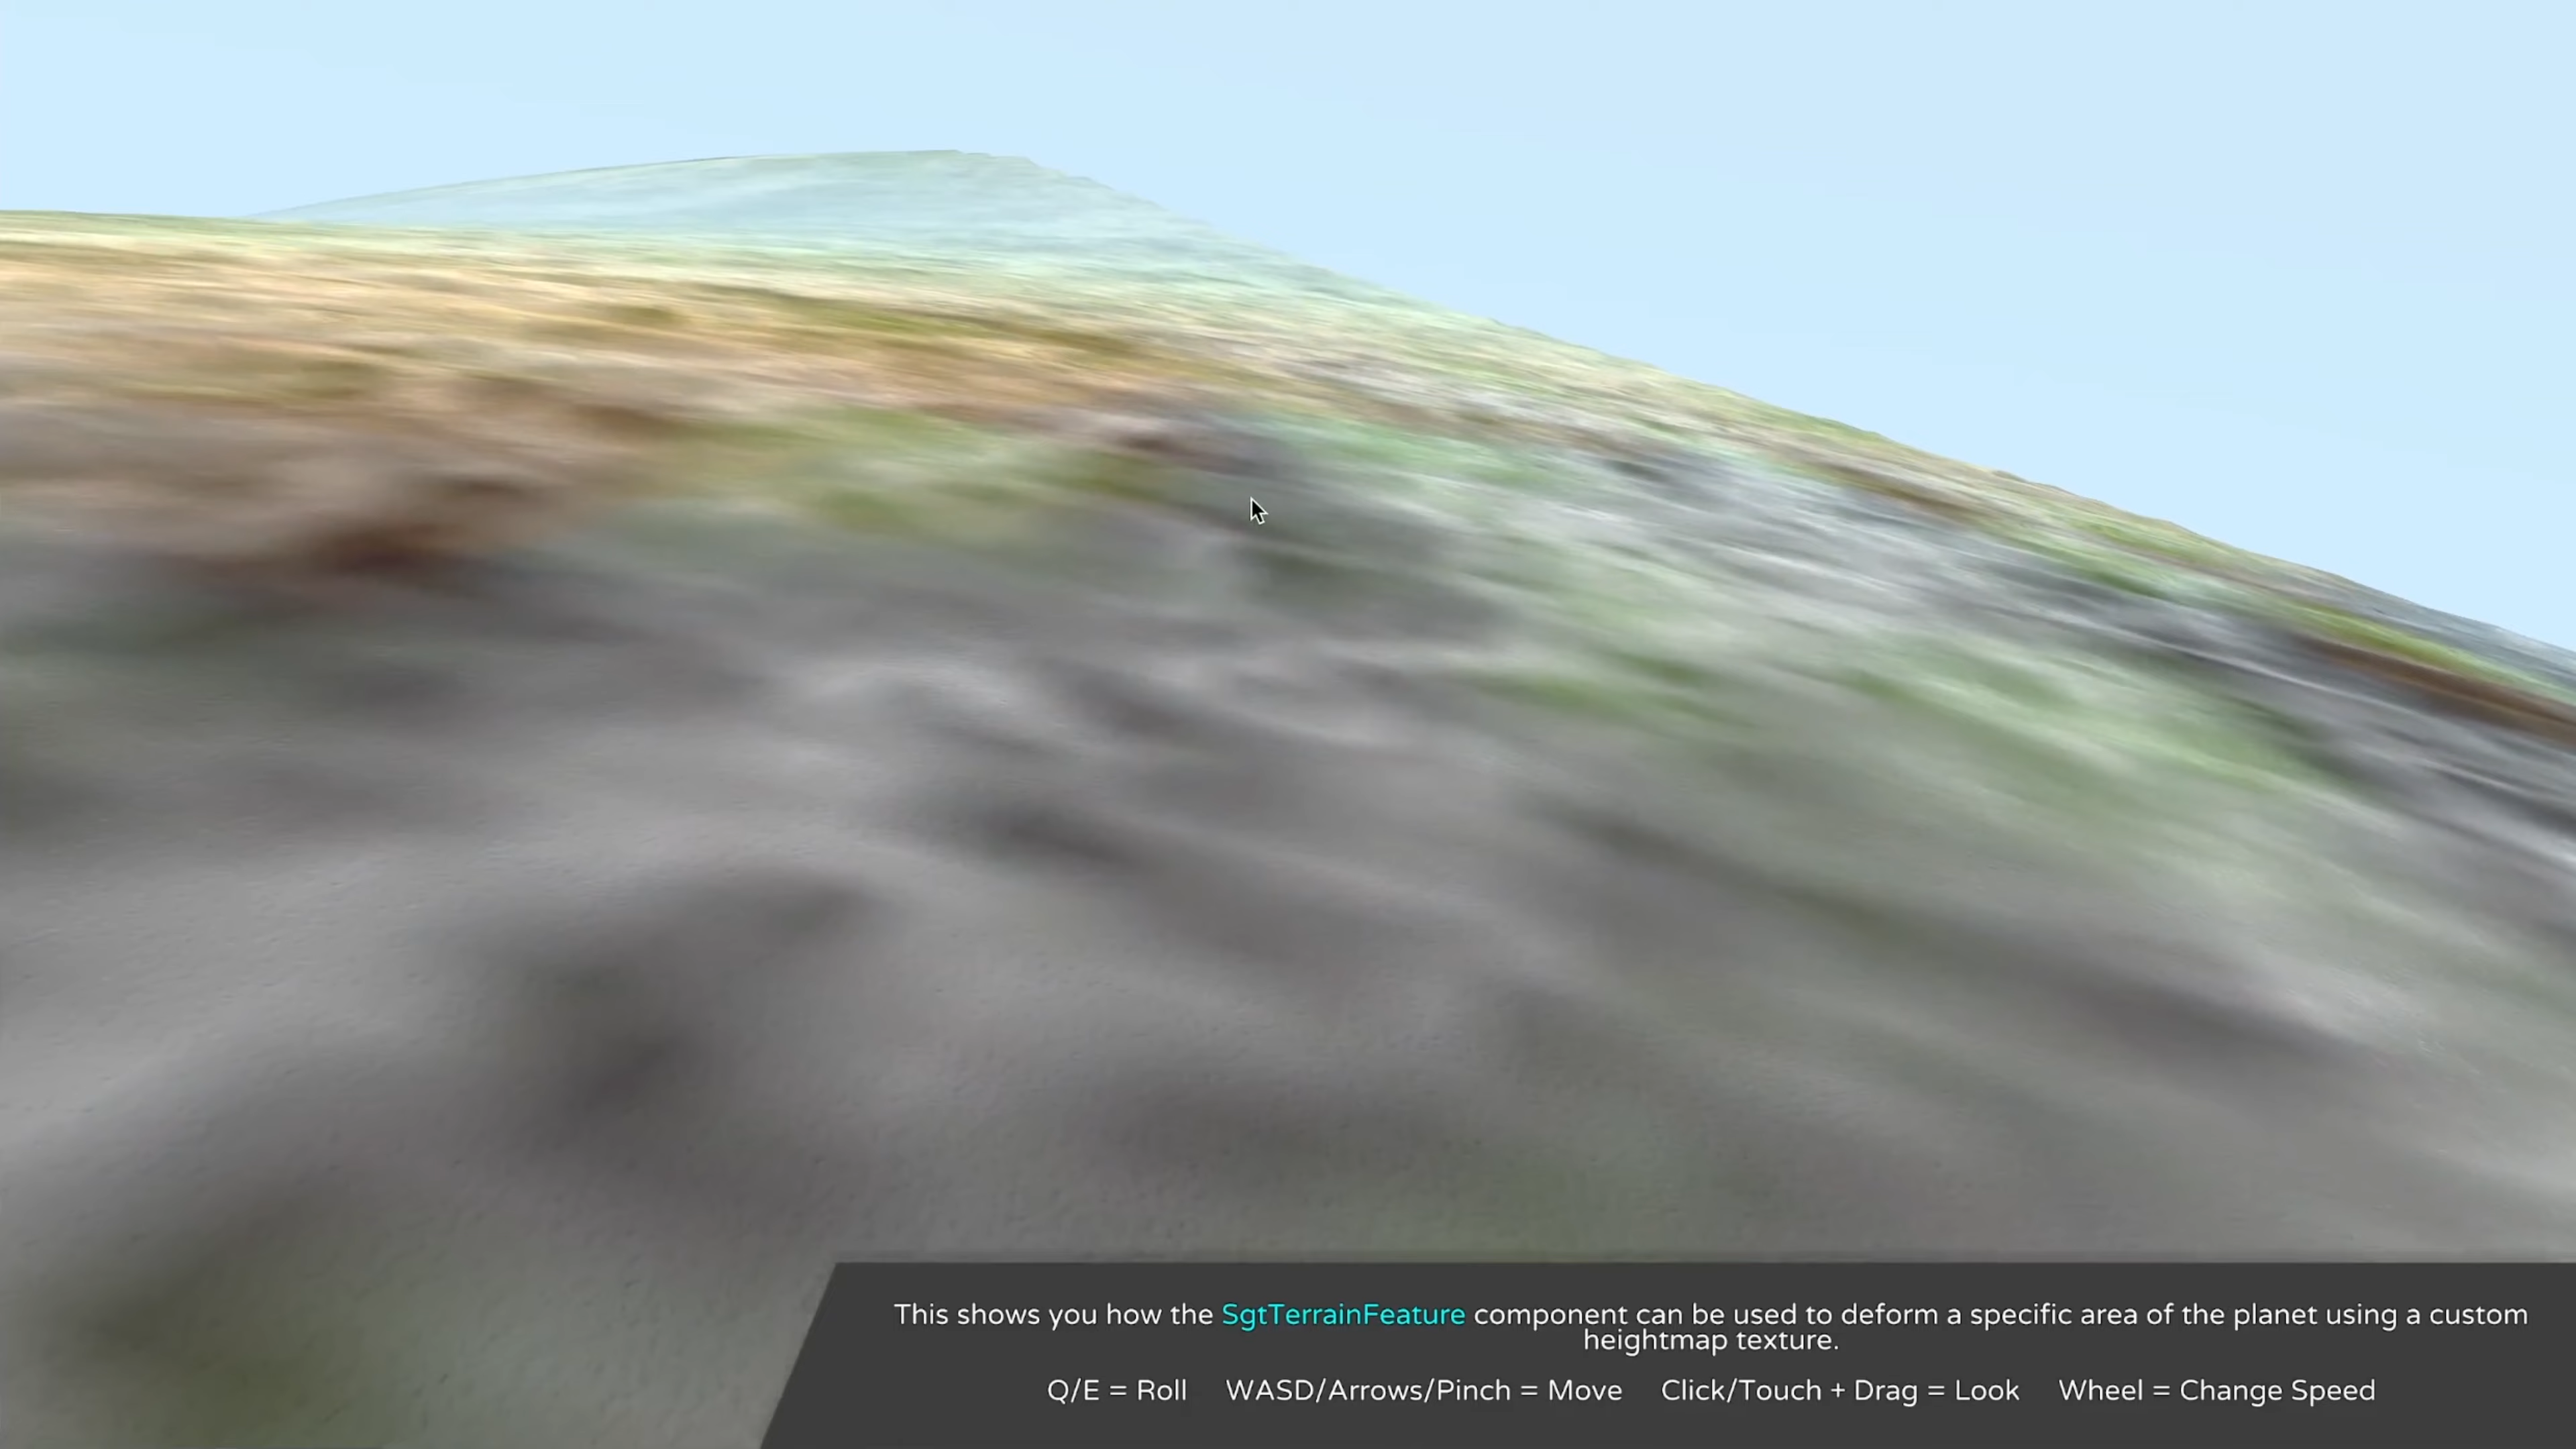 This shows you how the SgtTerrainFeature component can be used to deform a specific area of the planet using a custom
heightmap texture.
Q/E = Roll WASD/Arrows/Pinch = Move Click/Touch + Drag = Look Wheel = Change Speed